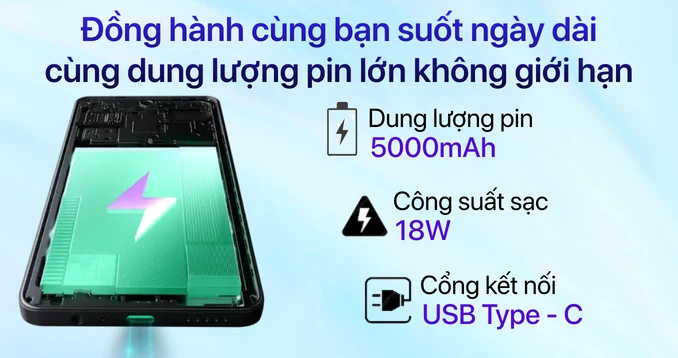 Đồng hành cùng bạn suốt ngày dài
cùng dung lượng pin lớn không giới hạn
Dung lượng pin
5000mAh
Công suất sạc
18W
Cổng kết nối
USB Type - C